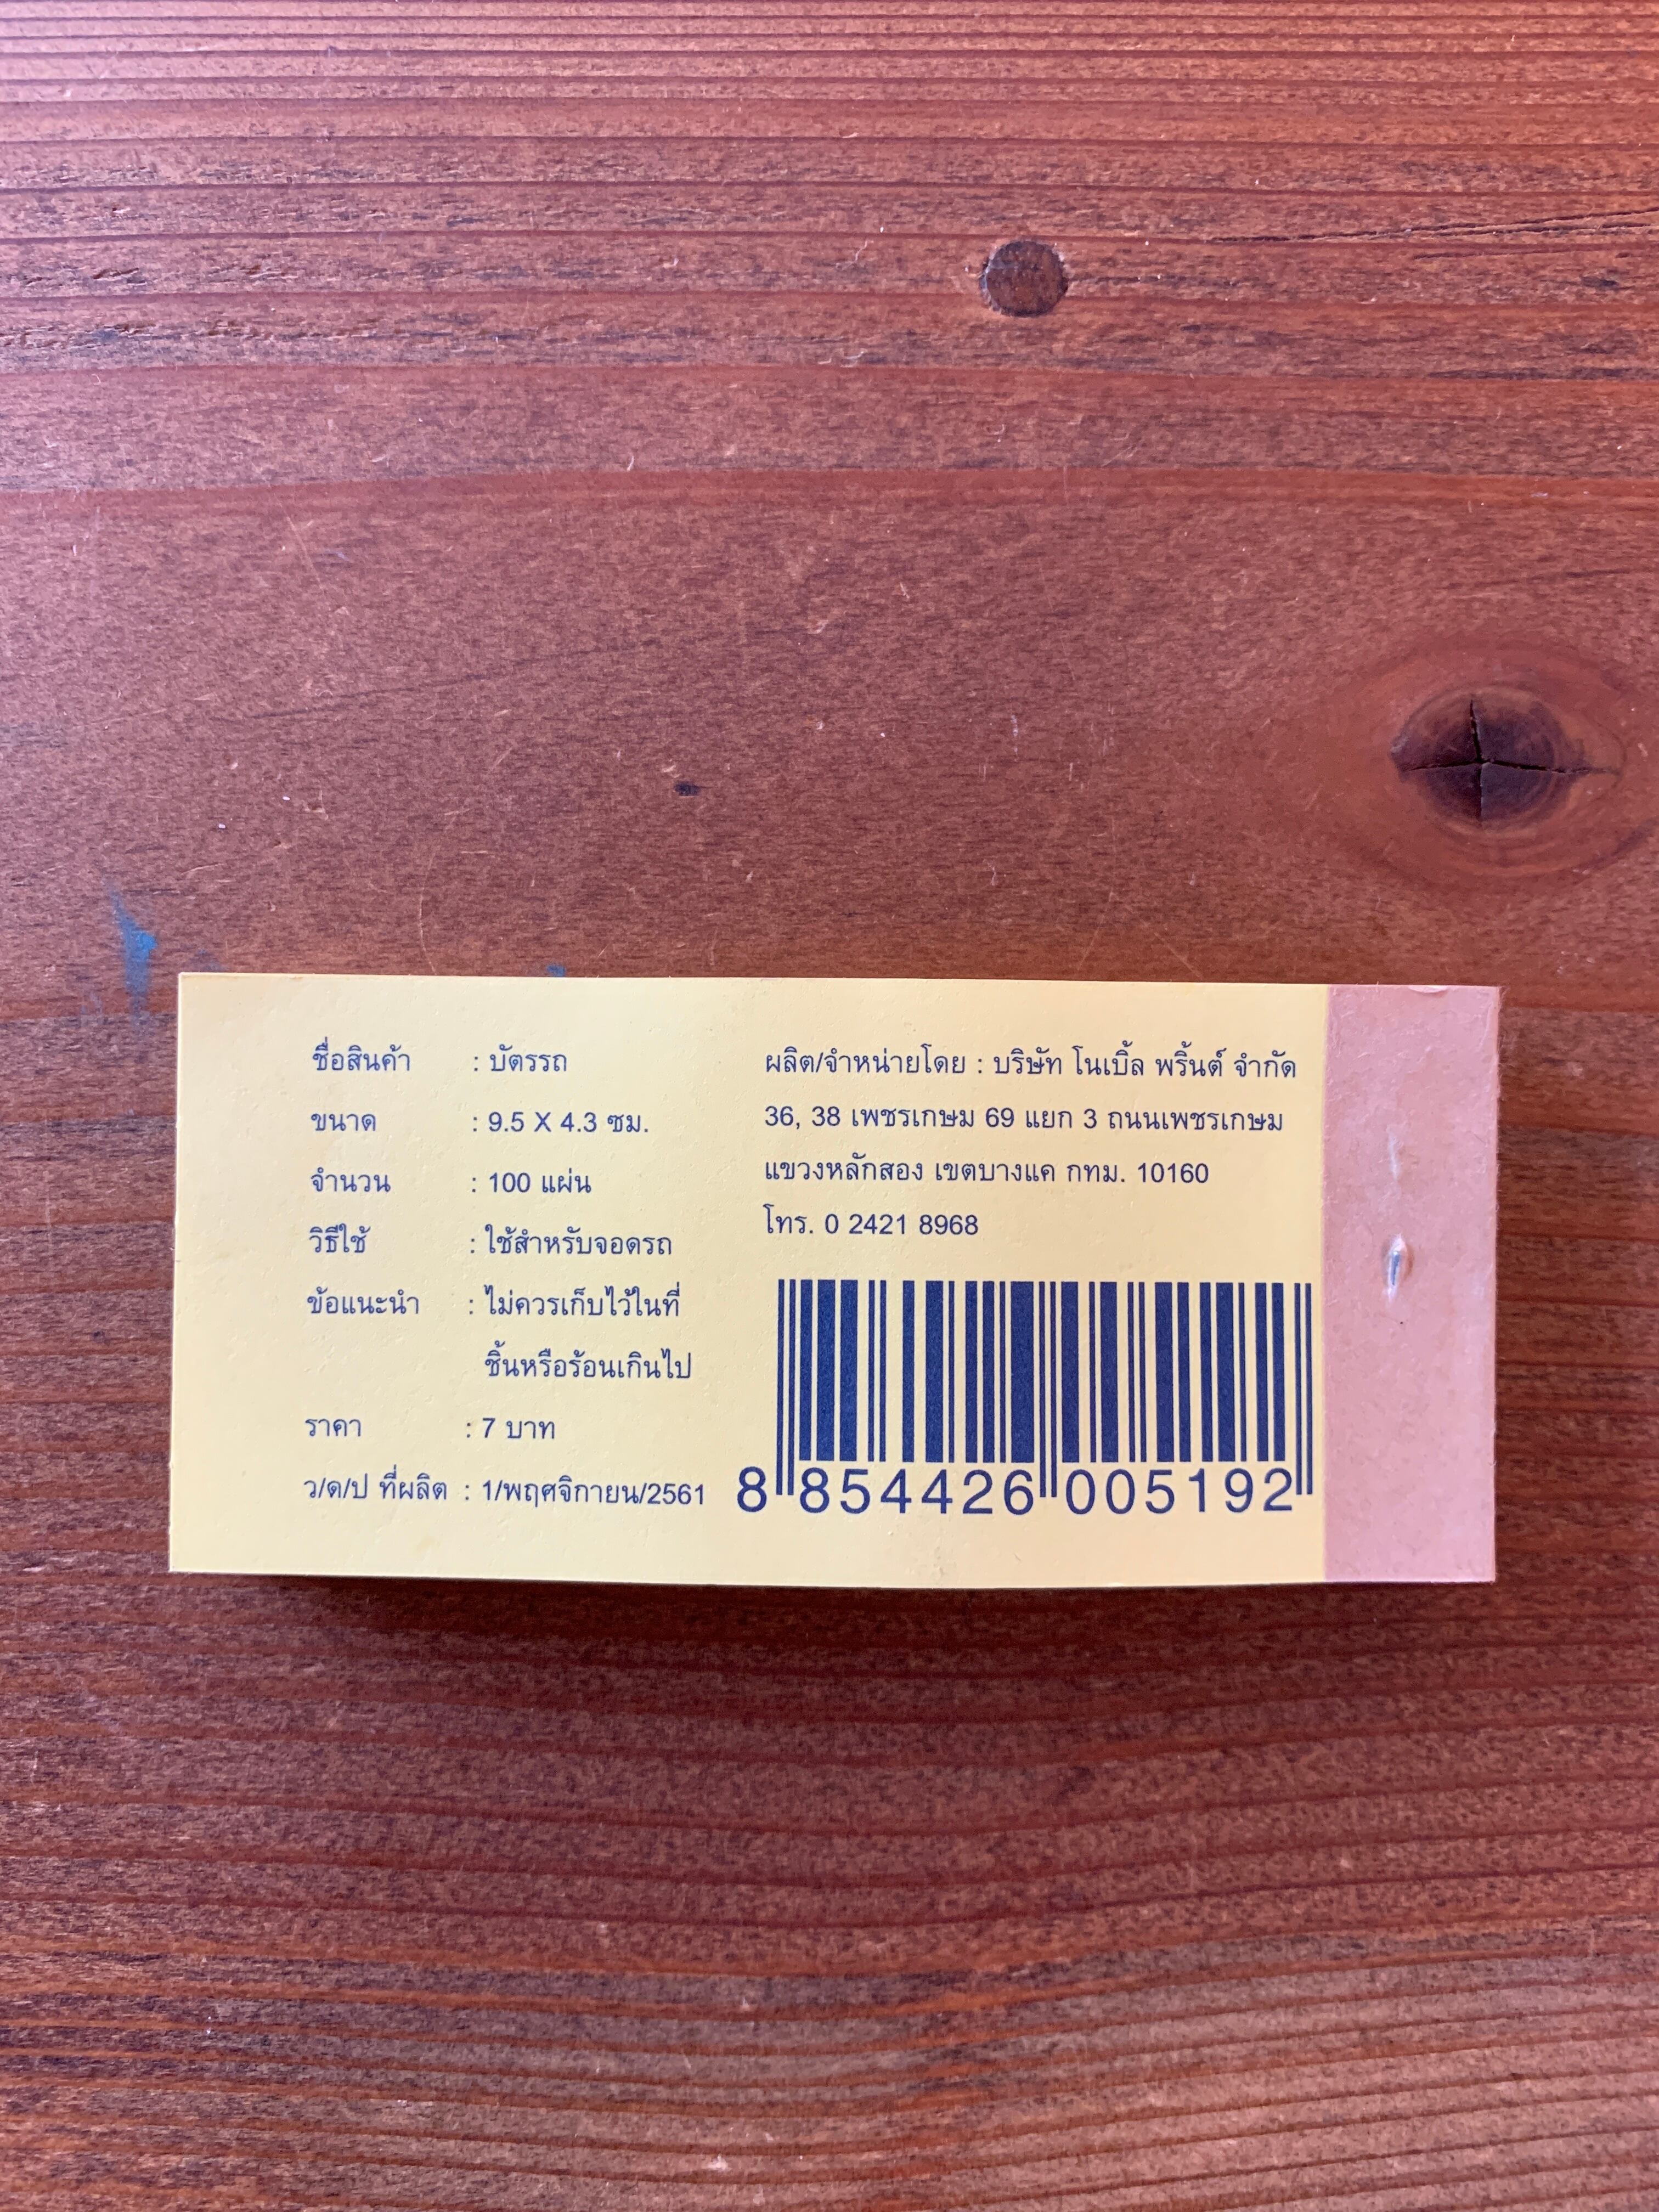 ชื่อสินค้า : บัตรรถ
ขนาด : 9.5 X 4.3 ซม.
จำนวน : 100 แผ่น
วิธีใช้ : ใช้สำหรับจอดรถ
ข้อแนะนำ : ไม่ควรเก็บไว้ในที่
ชื้นหรือร้อนเกินไป
ราคา : 7 บาท
ว/ด/ป ที่ผลิต : 1/พฤศจิกายน/2561
ผลิต/จำหน่ายโดย : บริษัท โนเบิ้ล พริ้นต์ จำกัด
36, 38 เพชรเกษม 69 แยก 3 ถนนเพชรเกษม
แขวงหลักสอง เขตบางแค กทม. 10160
โทร. 0 2421 8968
8 854426 005192